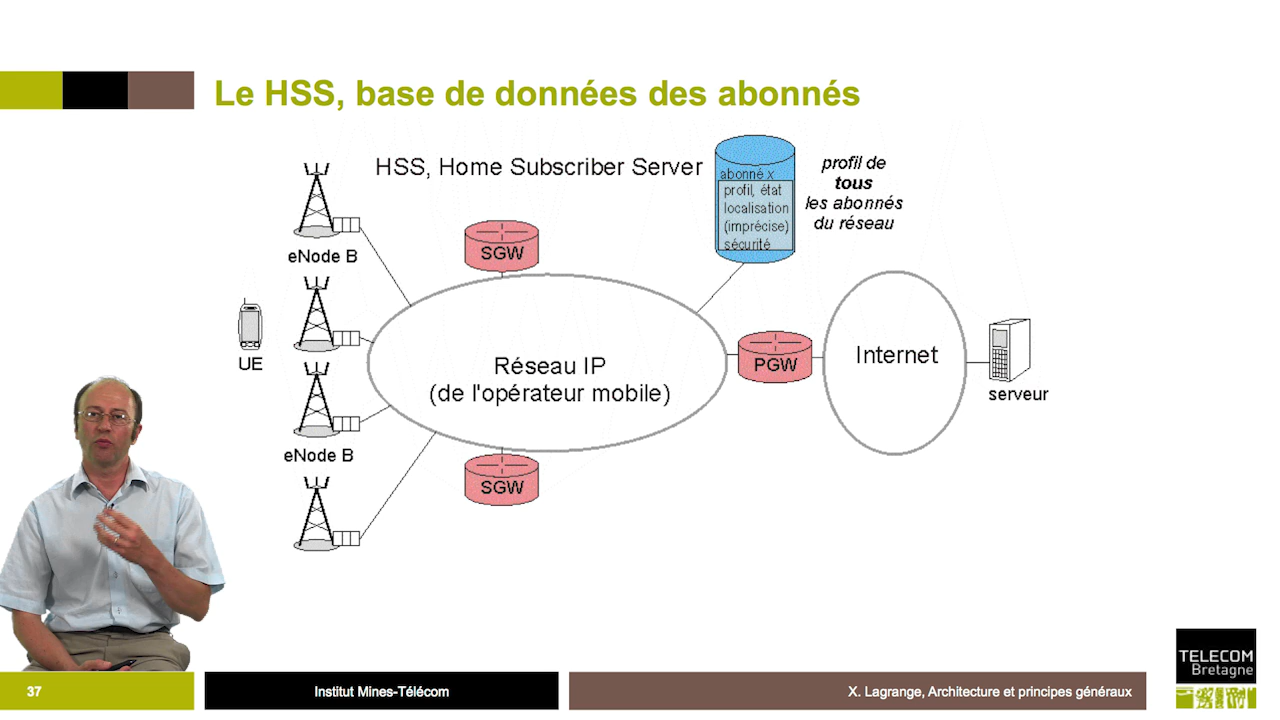 Le HSS, base de données des abonnés
HSS, Home Subscriber Server
abonné x
profil, état
localisation
(imprécise)
sécurité
profil de
tous
les abonnés
du réseau
eNode B
SGW
UE
Réseau IP
(de l'opérateur mobile)
PGW
Internet
serveur
eNode B
SGW
37
Institut Mines-Télécom
X. Lagrange, Architecture et principes généraux
TELECOM
Bretagne